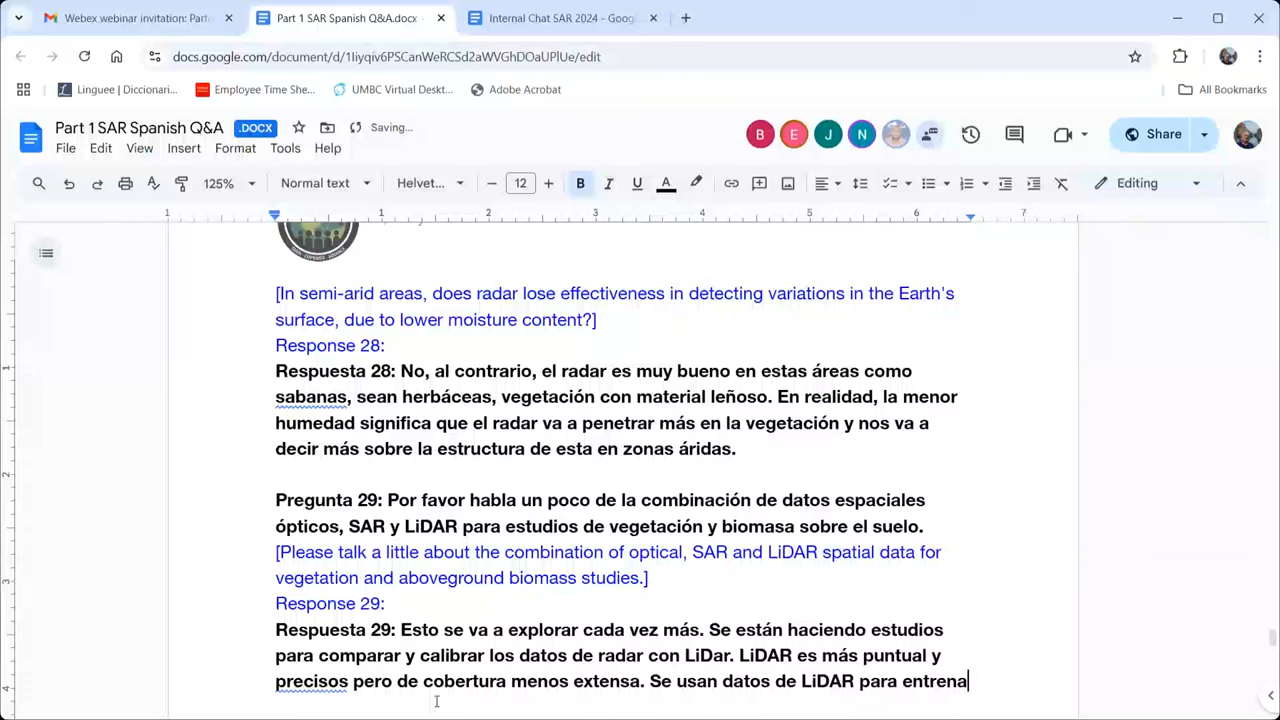 Webex webinar invitation: Part
Part 1 SAR Spanish Q&A.docx
Internal Chat SAR 2024 - Goog
docs.google.com/document/d/1Iiyqiv6PSCanWeRCSd2aWVGhDOaUPlUe/edit
Linguee | Diccionari...
Employee Time She...
UMBC Virtual Deskt...
Adobe Acrobat
All Bookmarks
Part 1 SAR Spanish Q&A .DOCX Saving...
B E J N
Share
File Edit View Insert Format Tools Help
125% Normal text Helvet... 12 B I U A Editing
1 1 2 3 4 5 6 7
[In semi-arid areas, does radar lose effectiveness in detecting variations in the Earth's
surface, due to lower moisture content?]
Response 28:
Respuesta 28: No, al contrario, el radar es muy bueno en estas áreas como
sabanas, sean herbáceas, vegetación con material leñoso. En realidad, la menor
humedad significa que el radar va a penetrar más en la vegetación y nos va a
decir más sobre la estructura de esta en zonas áridas.
Pregunta 29: Por favor habla un poco de la combinación de datos espaciales
ópticos, SAR y LiDAR para estudios de vegetación y biomasa sobre el suelo.
[Please talk a little about the combination of optical, SAR and LiDAR spatial data for
vegetation and aboveground biomass studies.]
Response 29:
Respuesta 29: Esto se va a explorar cada vez más. Se están haciendo estudios
para comparar y calibrar los datos de radar con LiDar. LiDAR es más puntual y
precisos pero de cobertura menos extensa. Se usan datos de LiDAR para entrena